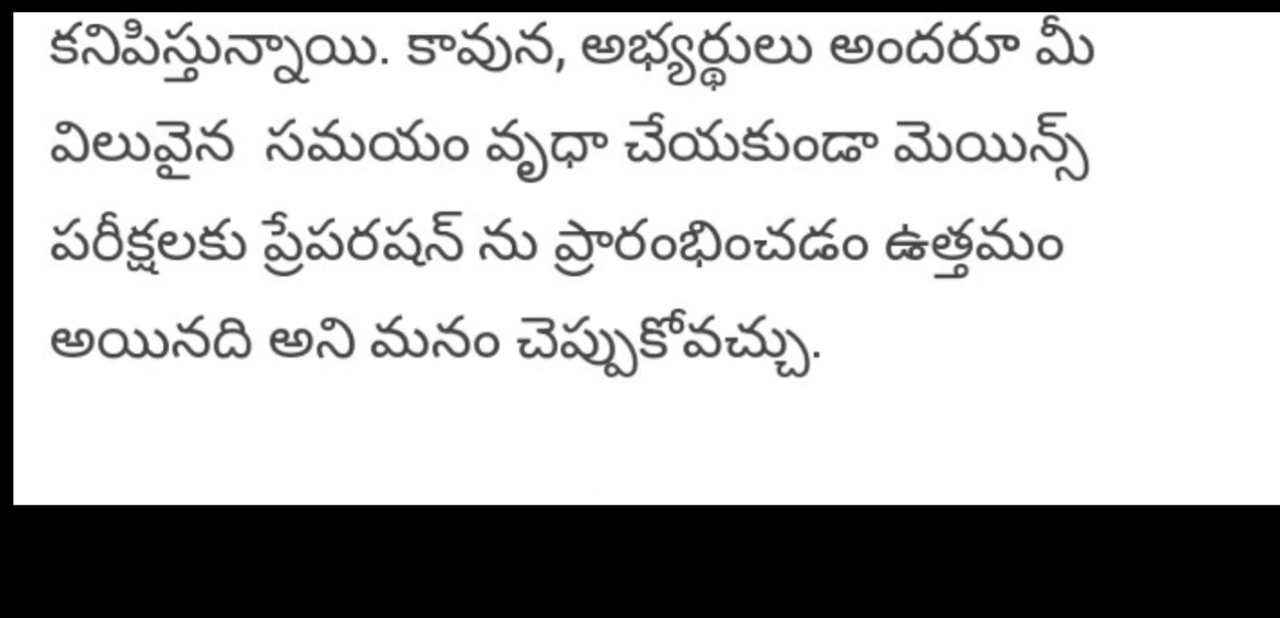 కనిపిస్తున్నాయి. కావున, అభ్యర్థులు అందరూ మీ
విలువైన సమయం వృధా చేయకుండా మెయిన్స్
పరీక్షలకు ప్రేపరషన్ ను ప్రారంభించడం ఉత్తమం
అయినది అని మనం చెప్పుకోవచ్చు.